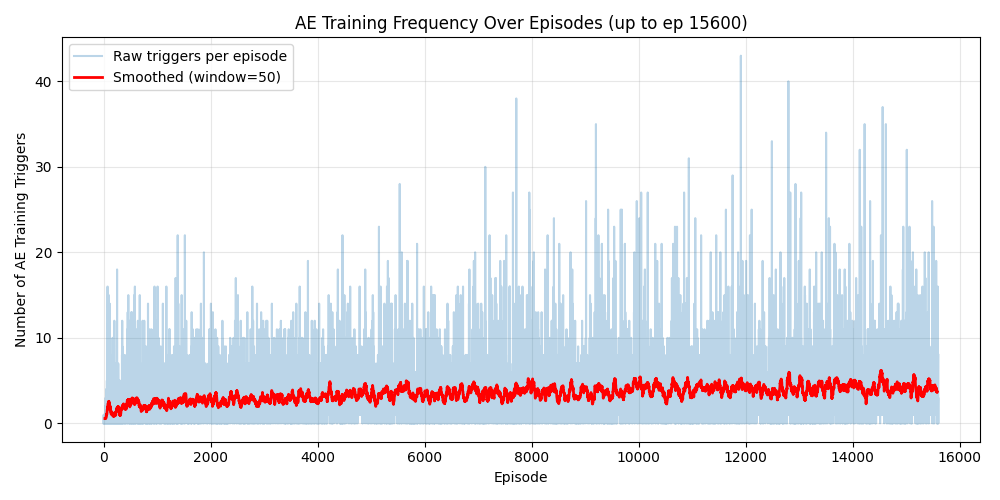 AE Training Frequency Over Episodes (up to ep 15600)
Raw triggers per episode
Smoothed (window=50)
Number of AE Training Triggers
40
30
20
10
0
0 2000 4000 6000 8000 10000 12000 14000 16000
Episode